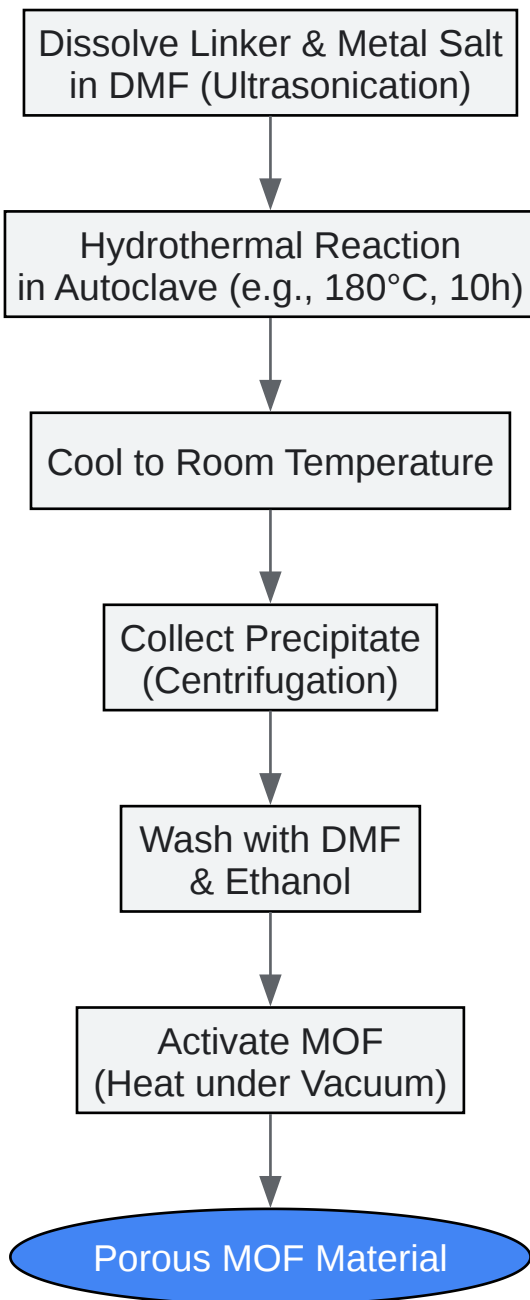 Dissolve Linker & Metal Salt
in DMF (Ultrasonication)
Hydrothermal Reaction
in Autoclave (e.g., 180°C, 10h)
Cool to Room Temperature
Collect Precipitate
(Centrifugation)
Wash with DMF
& Ethanol
Activate MOF
(Heat under Vacuum)
Porous MOF Material